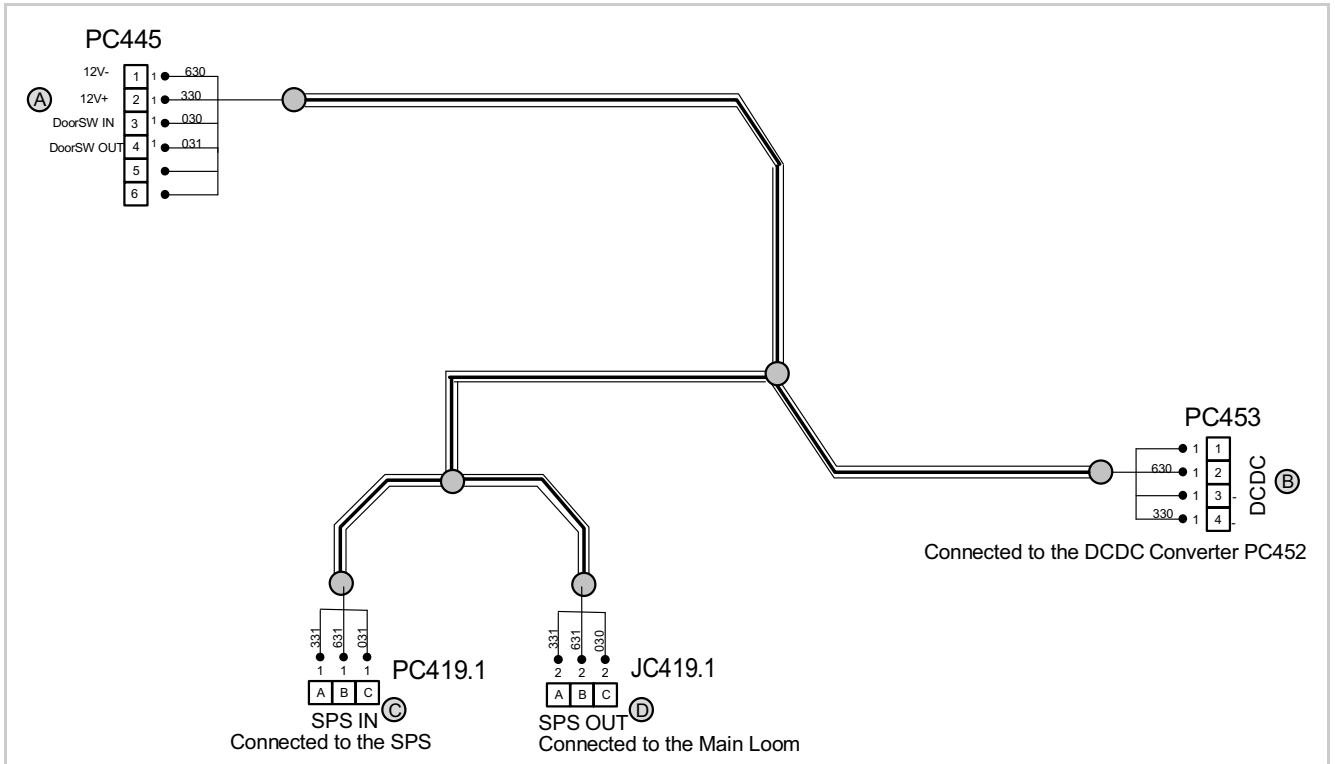 PC445
12V- 1 1 630
A 12V+ 2 1 330
DoorSW IN 3 1 030
DoorSW OUT 4 1 031
5
6
PC453
1 1
630 1 2
1 3 -
330 1 4 -
DCDC B
Connected to the DCDC Converter PC452
331 631 031
1 1 1 PC419.1
A B C
SPS IN C
Connected to the SPS
331 631 030
2 2 2 JC419.1
A B C
SPS OUT D
Connected to the Main Loom